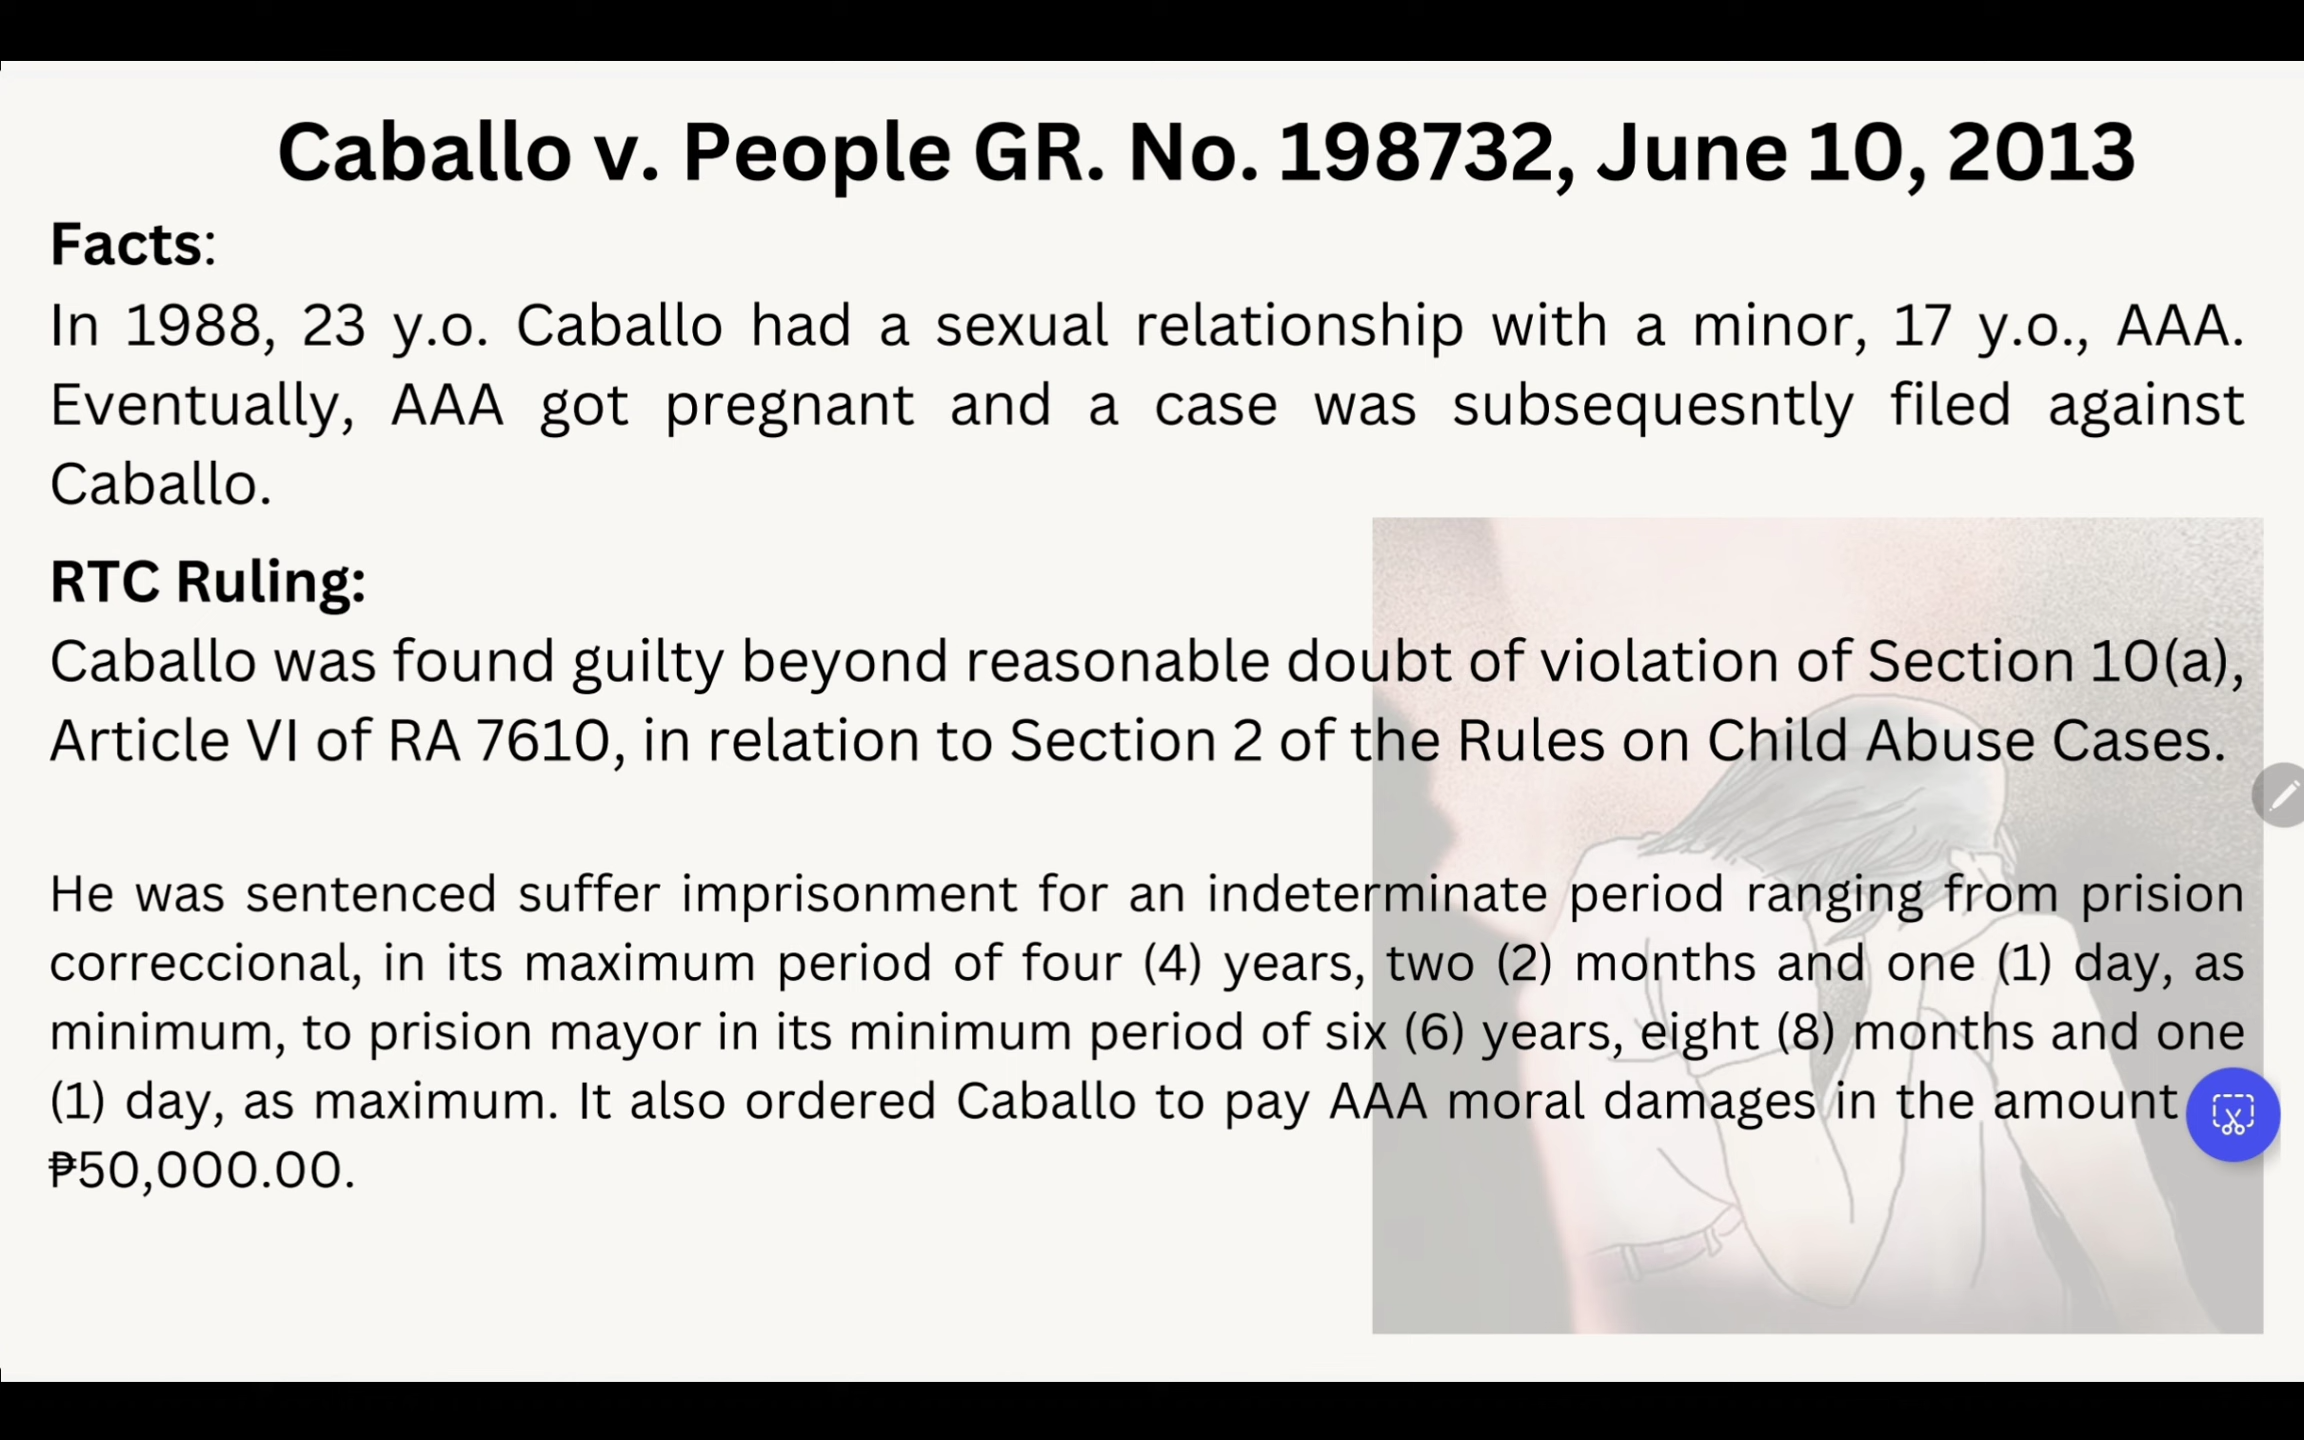 Caballo v. People GR. No. 198732, June 10, 2013
Facts:
In 1988, 23 y.o. Caballo had a sexual relationship with a minor, 17 y.o., AAA.
Eventually, AAA got pregnant and a case was subsequesntly filed against
Caballo.
RTC Ruling:
Caballo was found guilty beyond reasonable doubt of violation of Section 10(a),
Article VI of RA 7610, in relation to Section 2 of the Rules on Child Abuse Cases.
He was sentenced suffer imprisonment for an indeterminate period ranging from prision
correccional, in its maximum period of four (4) years, two (2) months and one (1) day, as
minimum, to prision mayor in its minimum period of six (6) years, eight (8) months and one
(1) day, as maximum. It also ordered Caballo to pay AAA moral damages in the amount
₱50,000.00.